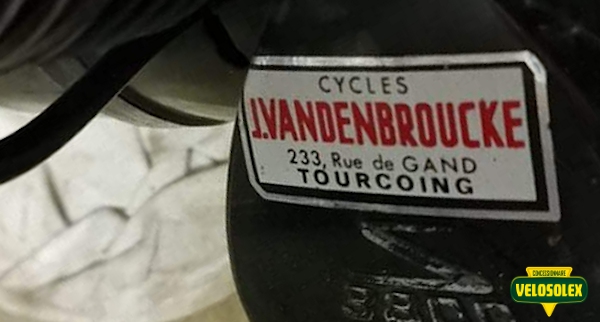 CYCLES
J.VANDENBROUCKE
233, Rue de GAND
TOURCOING
CONCESSIONNAIRE
VELOSOLEX